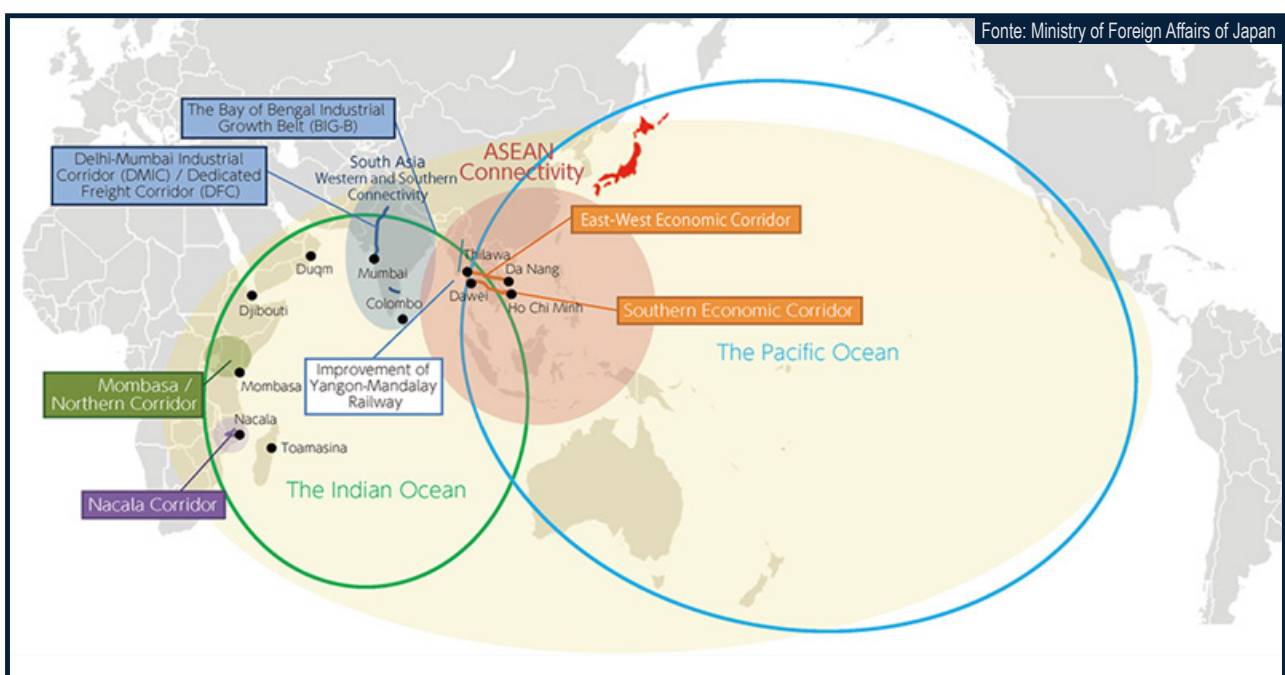 Fonte: Ministry of Foreign Affairs of Japan
The Bay of Bengal Industrial
Growth Belt (BIG-B)
Delhi-Mumbai Industrial
Corridor (DMIC) / Dedicated
Freight Corridor (DFC)
South Asia
Western and Southern
Connectivity
ASEAN
Connectivity
East-West Economic Corridor
Duqm
Mumbai
Thilawa
Da Nang
Djibouti
Colombo
Dawei
Ho Chi Minh
Southern Economic Corridor
The Pacific Ocean
Improvement of
Yangon-Mandalay
Railway
Mombasa /
Northern Corridor
Mombasa
Nacala
Toamasina
Nacala Corridor
The Indian Ocean